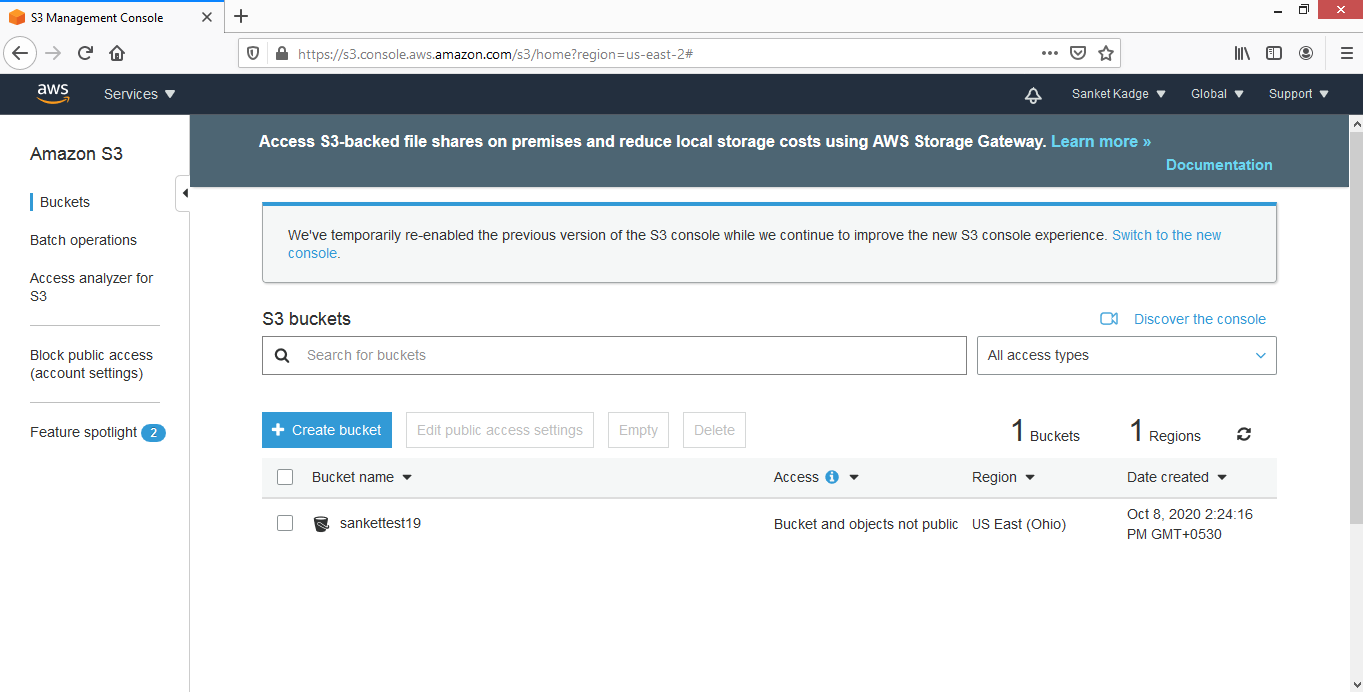 S3 Management Console
https://s3.console.aws.amazon.com/s3/home?region=us-east-2#
aws
Services
Sanket Kadge
Global
Support
Amazon S3
Buckets
Batch operations
Access analyzer for
S3
Block public access
(account settings)
Feature spotlight 2
Access S3-backed file shares on premises and reduce local storage costs using AWS Storage Gateway. Learn more »
Documentation
We've temporarily re-enabled the previous version of the S3 console while we continue to improve the new S3 console experience. Switch to the new
console.
S3 buckets
Discover the console
Search for buckets
All access types
Create bucket
Edit public access settings
Empty
Delete
1 Buckets
1 Regions
Bucket name
Access
Region
Date created
sankettest19
Bucket and objects not public
US East (Ohio)
Oct 8, 2020 2:24:16
PM GMT+0530